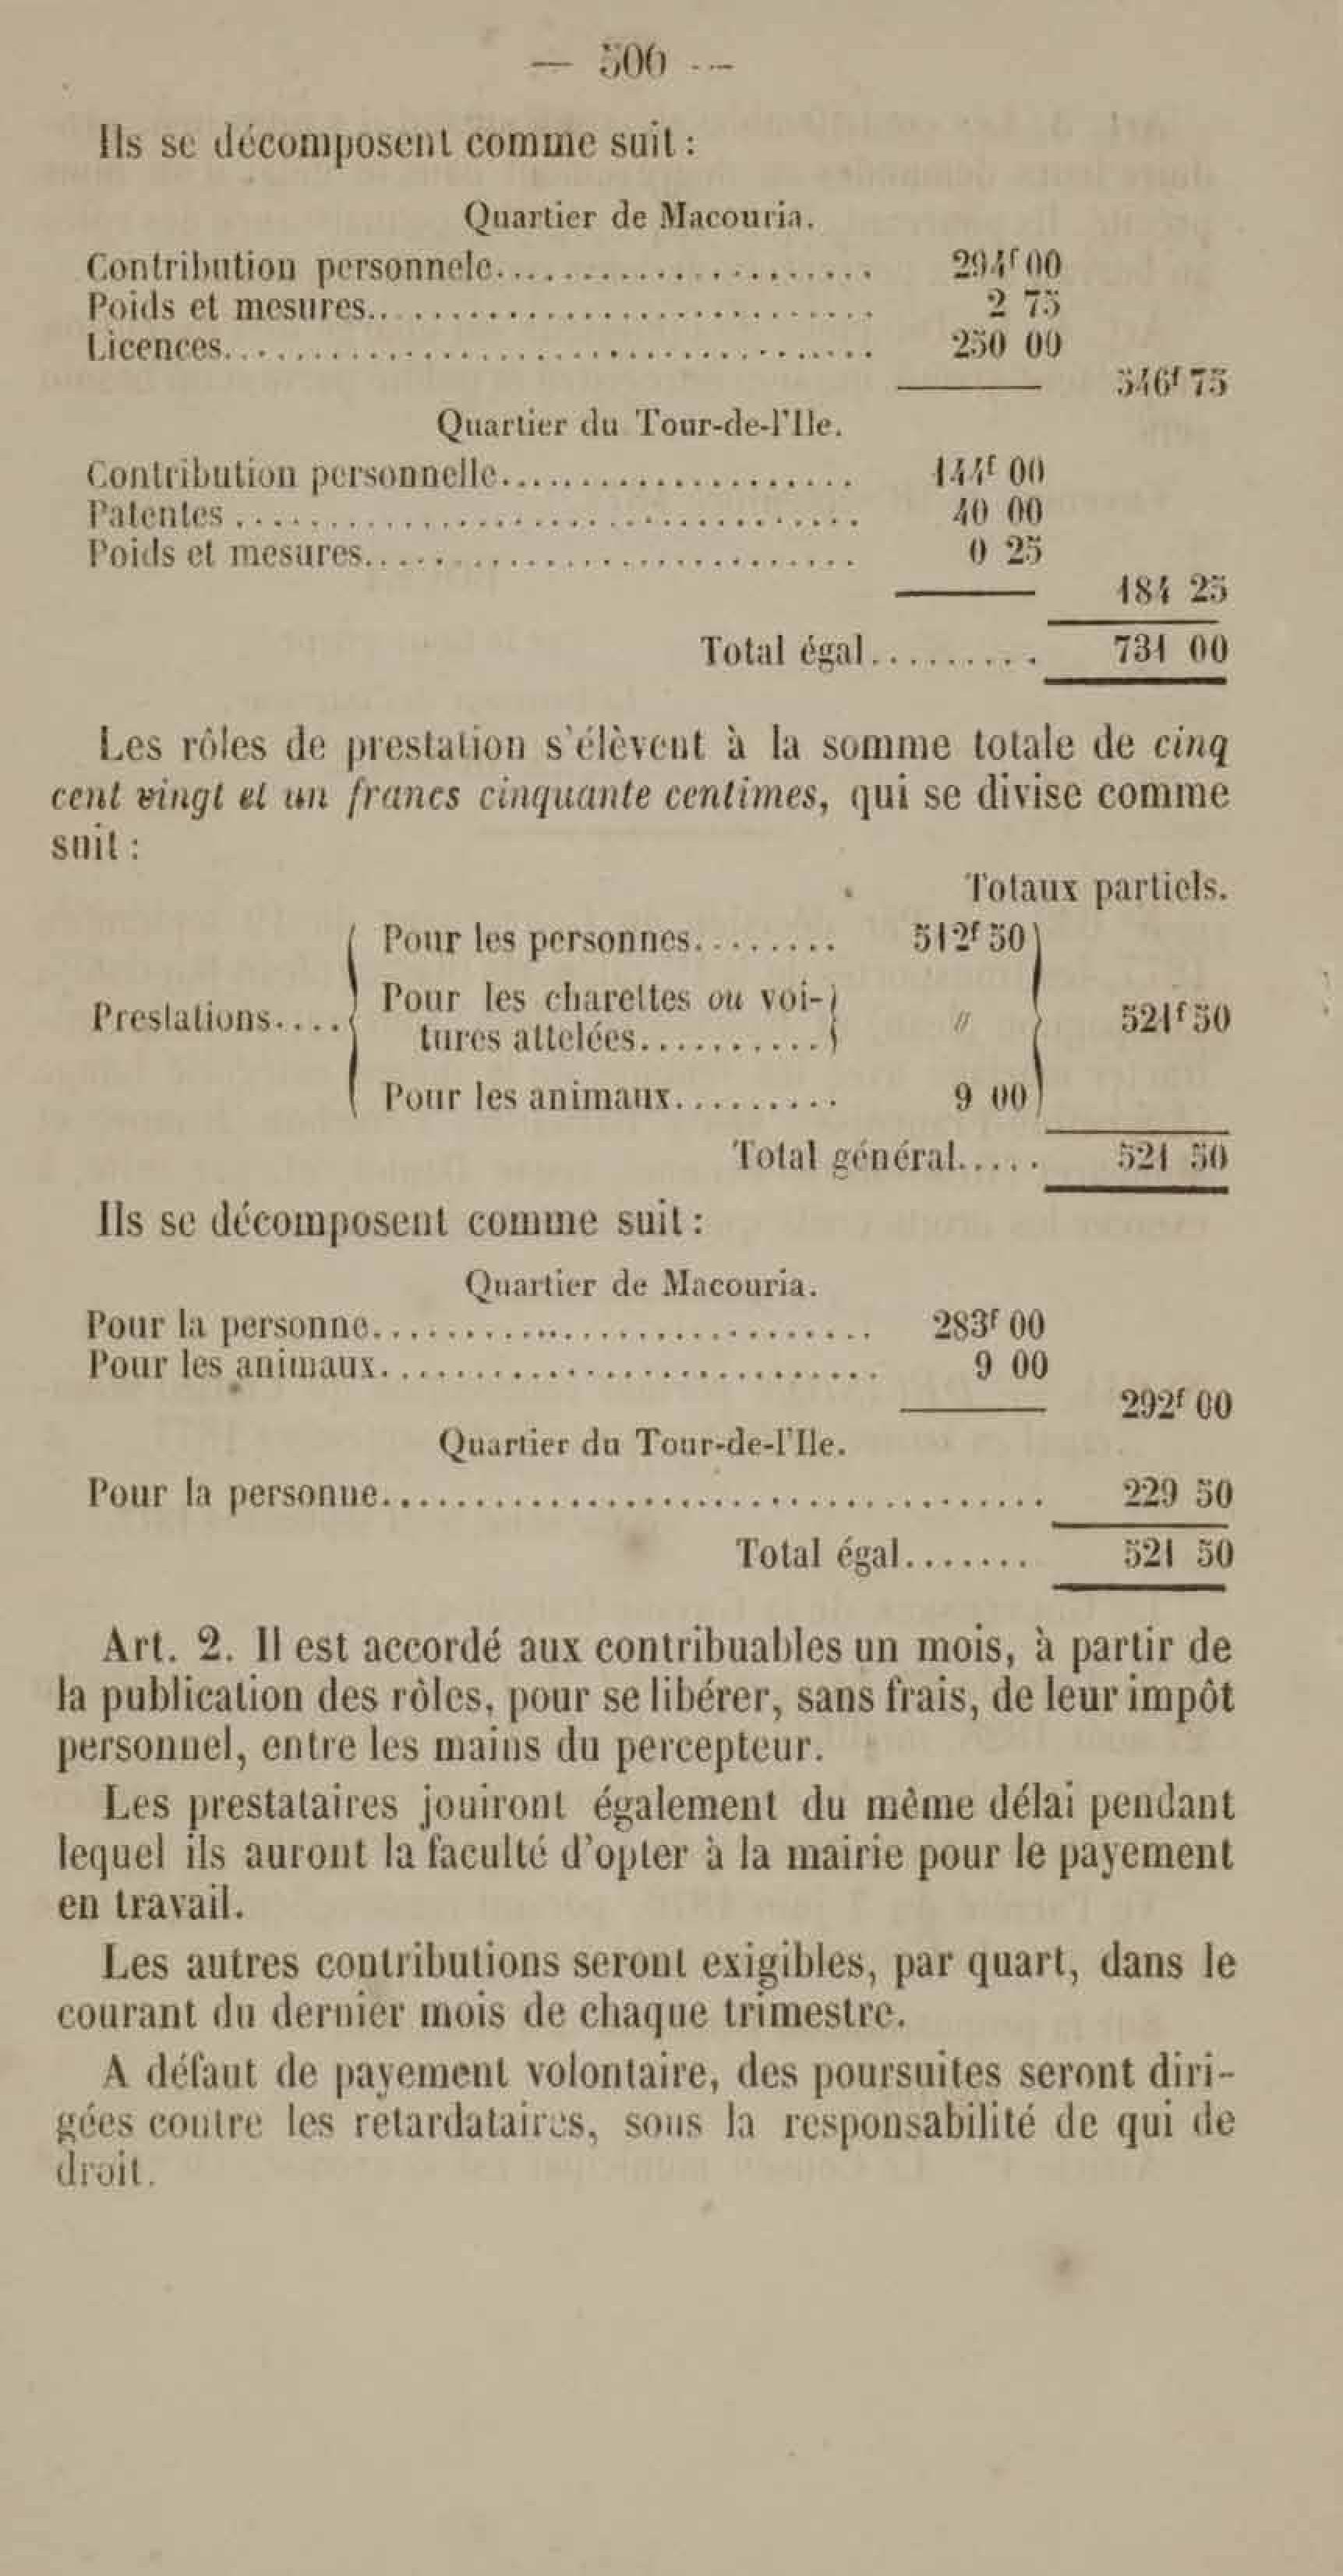 — 506 —
Ils se décomposent comme suit :
Quartier de Macouria.
Contribution personnele..................... 294f 00
Poids et mesures............................ 2 75
Licences.................................... 250 00
546f 75
Quartier du Tour-de-l'Ile.
Contribution personnelle.................... 144f 00
Patentes.................................... 40 00
Poids et mesures............................ 0 25
184 25
Total égal.......... 731 00
Les rôles de prestation s'élèvent à la somme totale de cinq
cent vingt et un francs cinquante centimes, qui se divise comme
suit :
Totaux partiels.
Pour les personnes......... 512f 50
Pour les charettes ou voi-
Prestations.... tures attelées........... " 521f 50
Pour les animaux.......... 9 00
Total général..... 521 50
Ils se décomposent comme suit :
Quartier de Macouria.
Pour la personne............................ 283f 00
Pour les animaux............................ 9 00
292f 00
Quartier du Tour-de-l'Ile.
Pour la personne.................................... 229 50
Total égal....... 521 50
Art. 2. Il est accordé aux contribuables un mois, à partir de
la publication des rôles, pour se libérer, sans frais, de leur impôt
personnel, entre les mains du percepteur.
Les prestataires jouiront également du même délai pendant
lequel ils auront la faculté d'opter à la mairie pour le payement
en travail.
Les autres contributions seront exigibles, par quart, dans le
courant du dernier mois de chaque trimestre.
A défaut de payement volontaire, des poursuites seront diri-
gées contre les retardataires, sous la responsabilité de qui de
droit.